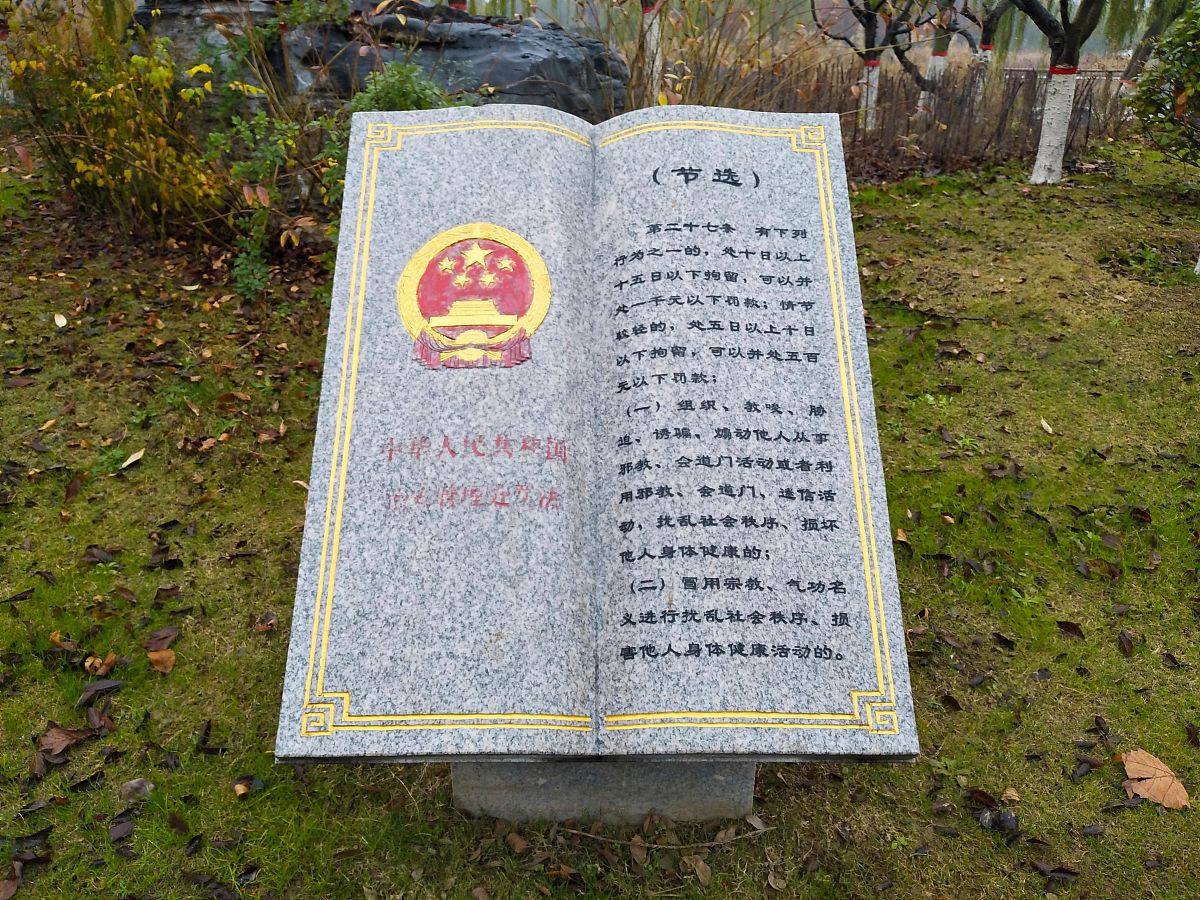 中华人民共和国
治安管理处罚法
(节选)
第二十七条 有下列
行为之一的，处十日以上
十五日以下拘留，可以并
处一千元以下罚款；情节
较轻的，处五日以上十日
以下拘留，可以并处五百
元以下罚款；
(一) 组织、教唆、胁
迫、诱骗、煽动他人从事
邪教、会道门活动或者利
用邪教、会道门、迷信活
动，扰乱社会秩序、损坏
他人身体健康的；
(二) 冒用宗教、气功名
义进行扰乱社会秩序、损
害他人身体健康活动的。